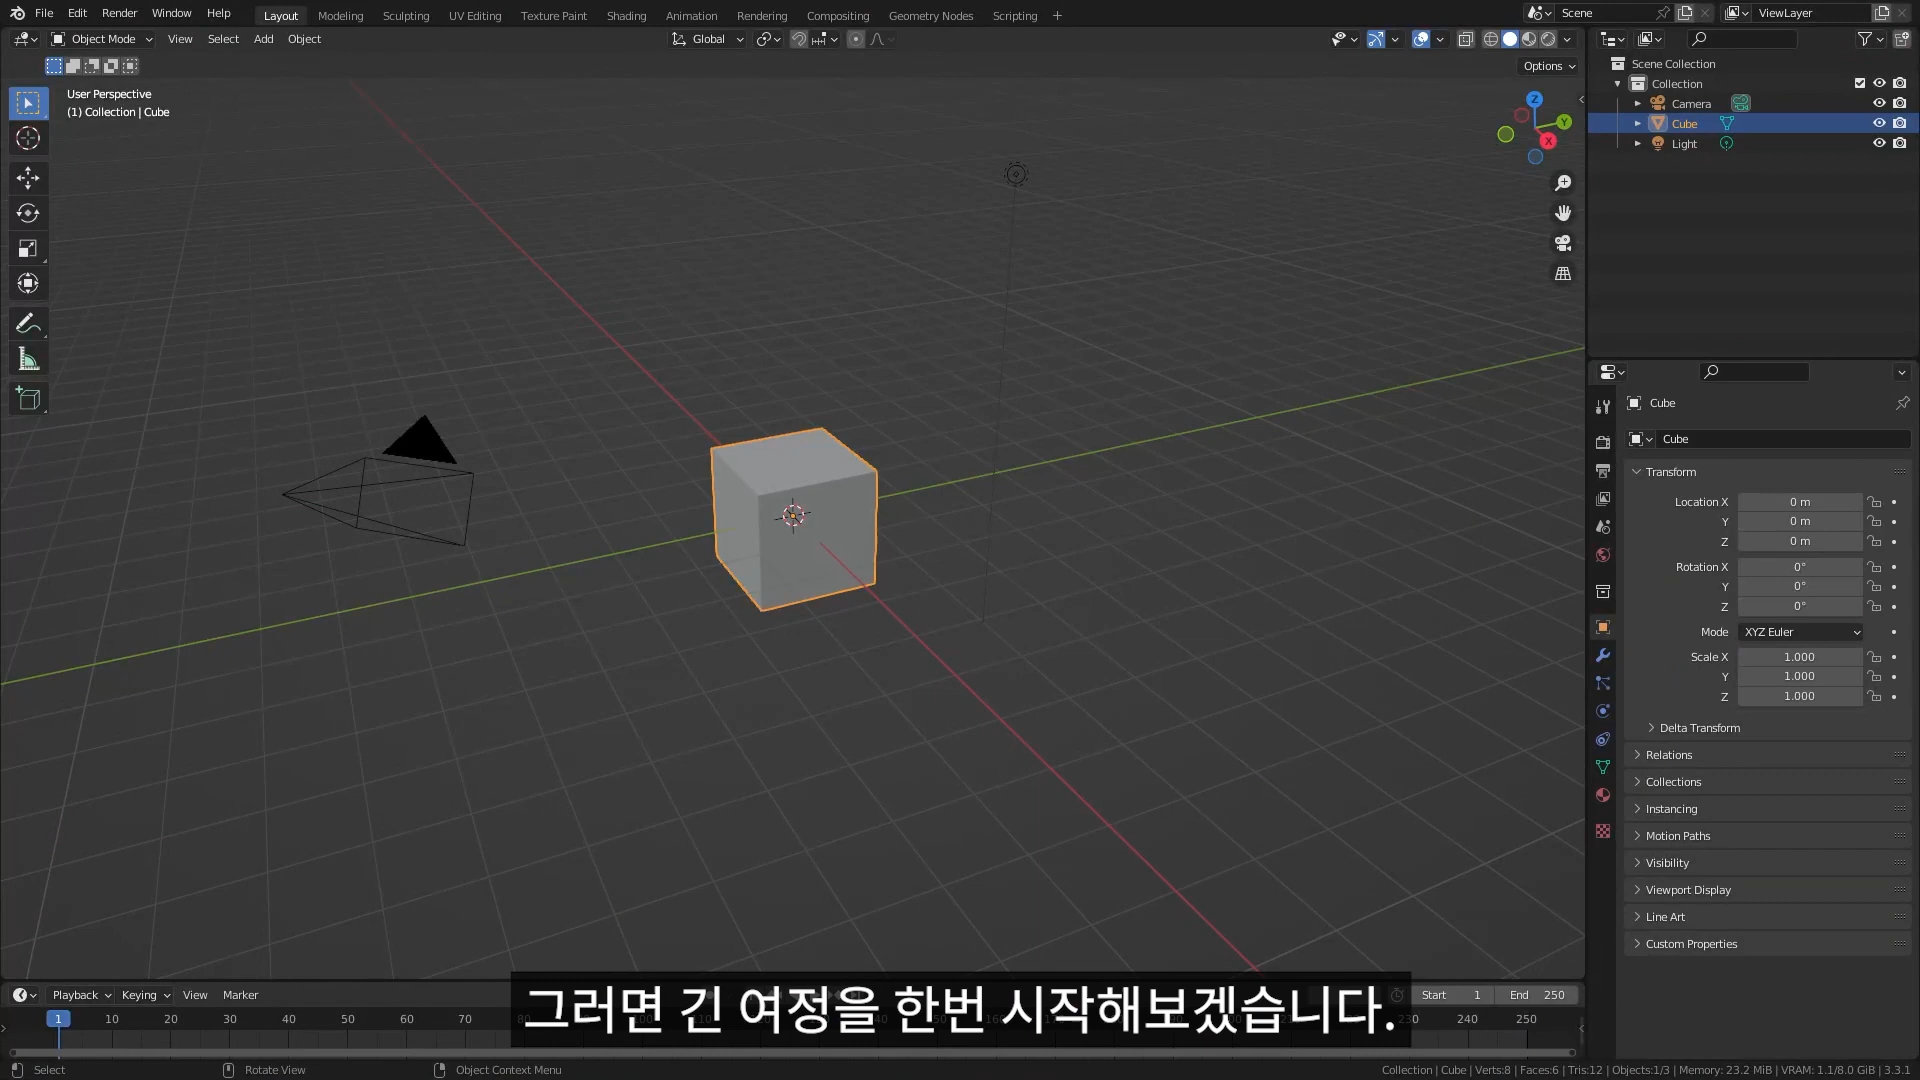 File Edit Render Window Help Layout Modeling Sculpting UV Editing Texture Paint Shading Animation Rendering Compositing Geometry Nodes Scripting + Scene ViewLayer
Object Mode View Select Add Object Global
Options
User Perspective
(1) Collection | Cube
Z
Y
X
Scene Collection
Collection
Camera
Cube
Light
Cube
Cube
Transform
Location X 0 m
Y 0 m
Z 0 m
Rotation X 0°
Y 0°
Z 0°
Mode XYZ Euler
Scale X 1.000
Y 1.000
Z 1.000
Delta Transform
Relations
Collections
Instancing
Motion Paths
Visibility
Viewport Display
Line Art
Custom Properties
Playback Keying View Marker Start 1 End 250
1 10 20 30 40 50 60 70 230 240 250
그러면 긴 여정을 한번 시작해보겠습니다.
Select Rotate View Object Context Menu Collection | Cube | Verts:8 | Faces:6 | Tris:12 | Objects:1/3 | Memory: 23.2 MiB | VRAM: 1.1/8.0 GiB | 3.3.1